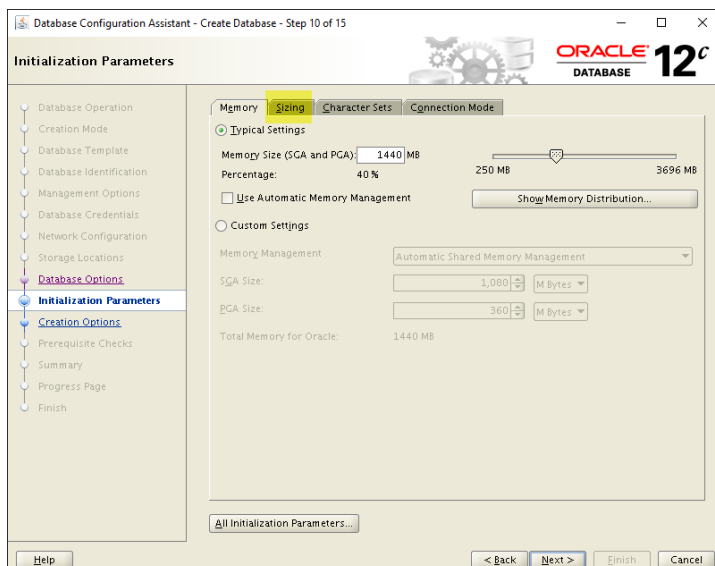 Database Configuration Assistant - Create Database - Step 10 of 15
Initialization Parameters
ORACLE
DATABASE
12c
Database Operation
Creation Mode
Database Template
Database Identification
Management Options
Database Credentials
Network Configuration
Storage Locations
Database Options
Initialization Parameters
Creation Options
Prerequisite Checks
Summary
Progress Page
Finish
Memory Sizing Character Sets Connection Mode
Typical Settings
Memory Size (SGA and PGA): 1440 MB
250 MB 3696 MB
Percentage: 40 %
Use Automatic Memory Management Show Memory Distribution...
Custom Settings
Memory Management Automatic Shared Memory Management
SGA Size: 1,080 M Bytes
PGA Size: 360 M Bytes
Total Memory for Oracle: 1440 MB
All Initialization Parameters...
Help < Back Next > Finish Cancel